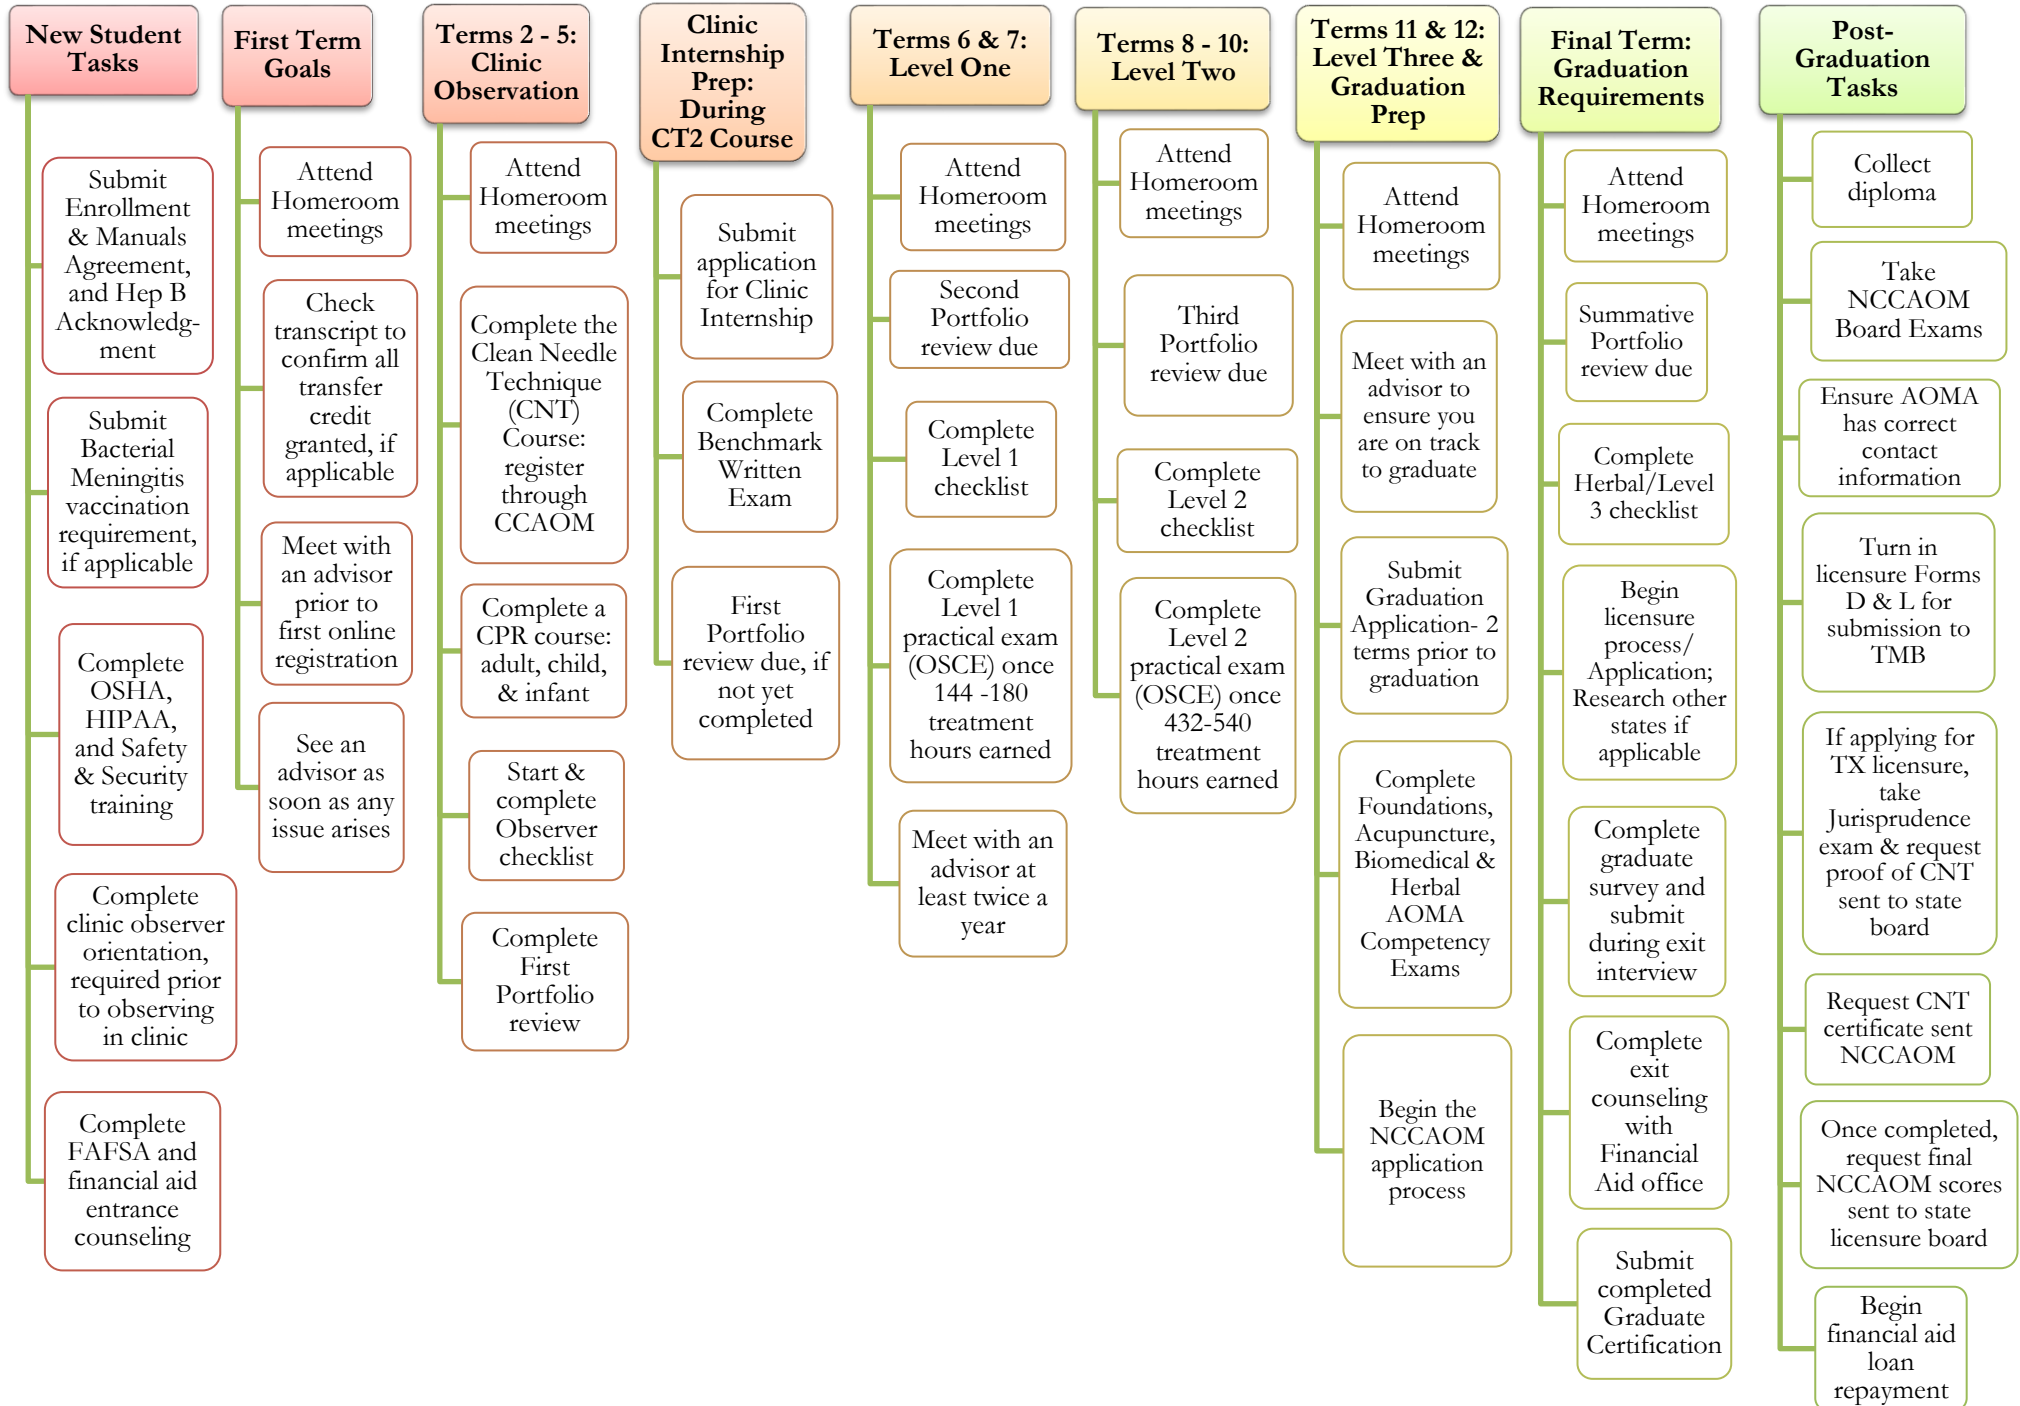 New Student
Tasks
Submit
Enrollment
& Manuals
Agreement,
and Hep B
Acknowledg-
ment
Submit
Bacterial
Meningitis
vaccination
requirement,
if applicable
Complete
OSHA,
HIPAA,
and Safety
& Security
training
Complete
clinic observer
orientation,
required prior
to observing
in clinic
Complete
FAFSA and
financial aid
entrance
counseling
First Term
Goals
Attend
Homeroom
meetings
Check
transcript to
confirm all
transfer
credit
granted, if
applicable
Meet with
an advisor
prior to
first online
registration
See an
advisor as
soon as any
issue arises
Terms 2 - 5:
Clinic
Observation
Attend
Homeroom
meetings
Complete the
Clean Needle
Technique
(CNT)
Course:
register
through
CCAOM
Complete a
CPR course:
adult, child,
& infant
Start &
complete
Observer
checklist
Complete
First
Portfolio
review
Clinic
Internship
Prep:
During
CT2 Course
Submit
application
for Clinic
Internship
Complete
Benchmark
Written
Exam
First
Portfolio
review due, if
not yet
completed
Terms 6 & 7:
Level One
Attend
Homeroom
meetings
Second
Portfolio
review due
Complete
Level 1
checklist
Complete
Level 1
practical exam
(OSCE) once
144 -180
treatment
hours earned
Meet with an
advisor at
least twice a
year
Terms 8 - 10:
Level Two
Attend
Homeroom
meetings
Third
Portfolio
review due
Complete
Level 2
checklist
Complete
Level 2
practical exam
(OSCE) once
432-540
treatment
hours earned
Terms 11 & 12:
Level Three &
Graduation
Prep
Attend
Homeroom
meetings
Meet with an
advisor to
ensure you
are on track
to graduate
Submit
Graduation
Application- 2
terms prior to
graduation
Complete
Foundations,
Acupuncture,
Biomedical &
Herbal
AOMA
Competency
Exams
Begin the
NCCAOM
application
process
Final Term:
Graduation
Requirements
Attend
Homeroom
meetings
Summative
Portfolio
review due
Complete
Herbal/Level
3 checklist
Begin
licensure
process/
Application;
Research other
states if
applicable
Complete
graduate
survey and
submit
during exit
interview
Complete
exit
counseling
with
Financial
Aid office
Submit
completed
Graduate
Certification
Post-
Graduation
Tasks
Collect
diploma
Take
NCCAOM
Board Exams
Ensure AOMA
has correct
contact
information
Turn in
licensure Forms
D & L for
submission to
TMB
If applying for
TX licensure,
take
Jurisprudence
exam & request
proof of CNT
sent to state
board
Request CNT
certificate sent
NCCAOM
Once completed,
request final
NCCAOM scores
sent to state
licensure board
Begin
financial aid
loan
repayment